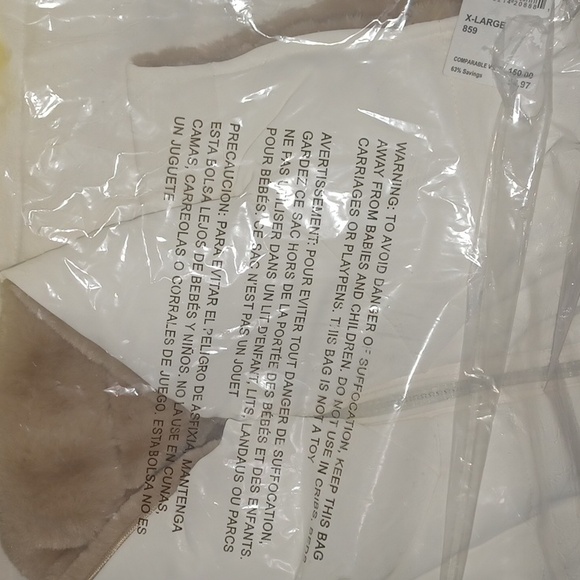 X-LARGE
859
COMPARABLE
63% Savings
.97
WARNING: TO AVOID DANGER OF SUFFOCATION, KEEP THIS BAG
AWAY FROM BABIES AND CHILDREN. DO NOT USE IN CRIBS,
CARRIAGES OR PLAYPENS. THIS BAG IS NOT A TOY
AVERTISSEMENT: POUR EVITER TOUT DANGER DE SUFFOCATION,
GARDEZ CE SAC HORS DE LA PORTÉE DES BÉBÉS ET DES ENFANTS.
NE PAS UTILISER DANS UN LIT D'ENFANT, LITS, LANDAUS OU PARCS
POUR BEBÉS. CE SAC N'EST PAS UN JOUET
PRECAUCION: PARA EVITAR EL PELIGRO DE ASFIXIA, MANTENGA
ESTA BOLSA LEJOS DE BEBÉS Y NIÑOS. NO LA USE EN CUNAS,
CAMAS, CARREOLAS O CORRALES DE JUEGO. ESTA BOLSA NO ES
UN JUGUETE